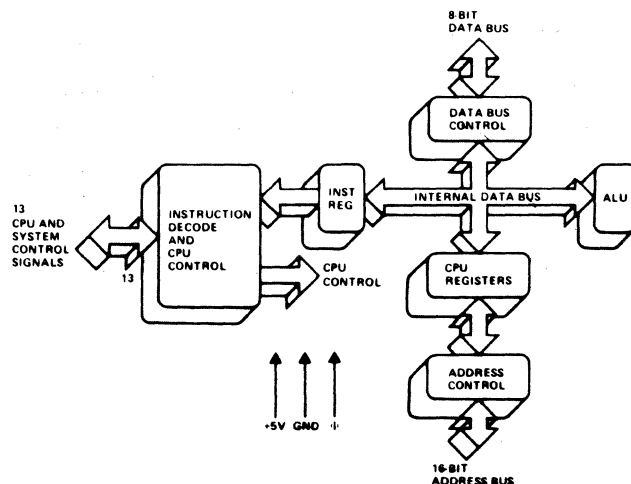 8-BIT
DATA BUS
DATA BUS
CONTROL
INST
REG
INTERNAL DATA BUS
ALU
13
CPU AND
SYSTEM
CONTROL
SIGNALS
13
INSTRUCTION
DECODE
AND
CPU
CONTROL
CPU
CONTROL
CPU
REGISTERS
ADDRESS
CONTROL
+5V GND Φ
16-BIT
ADDRESS BUS